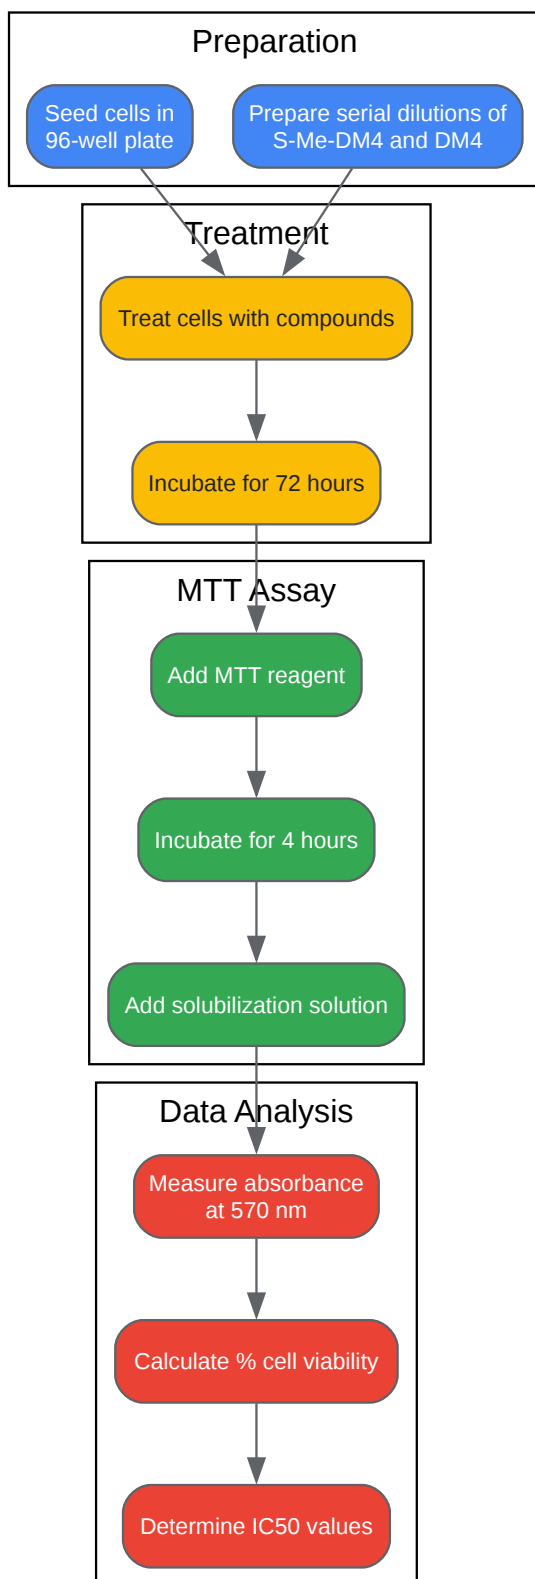 Preparation
Seed cells in
96-well plate
Prepare serial dilutions of
S-Me-DM4 and DM4
Treatment
Treat cells with compounds
Incubate for 72 hours
MTT Assay
Add MTT reagent
Incubate for 4 hours
Add solubilization solution
Data Analysis
Measure absorbance
at 570 nm
Calculate % cell viability
Determine IC50 values